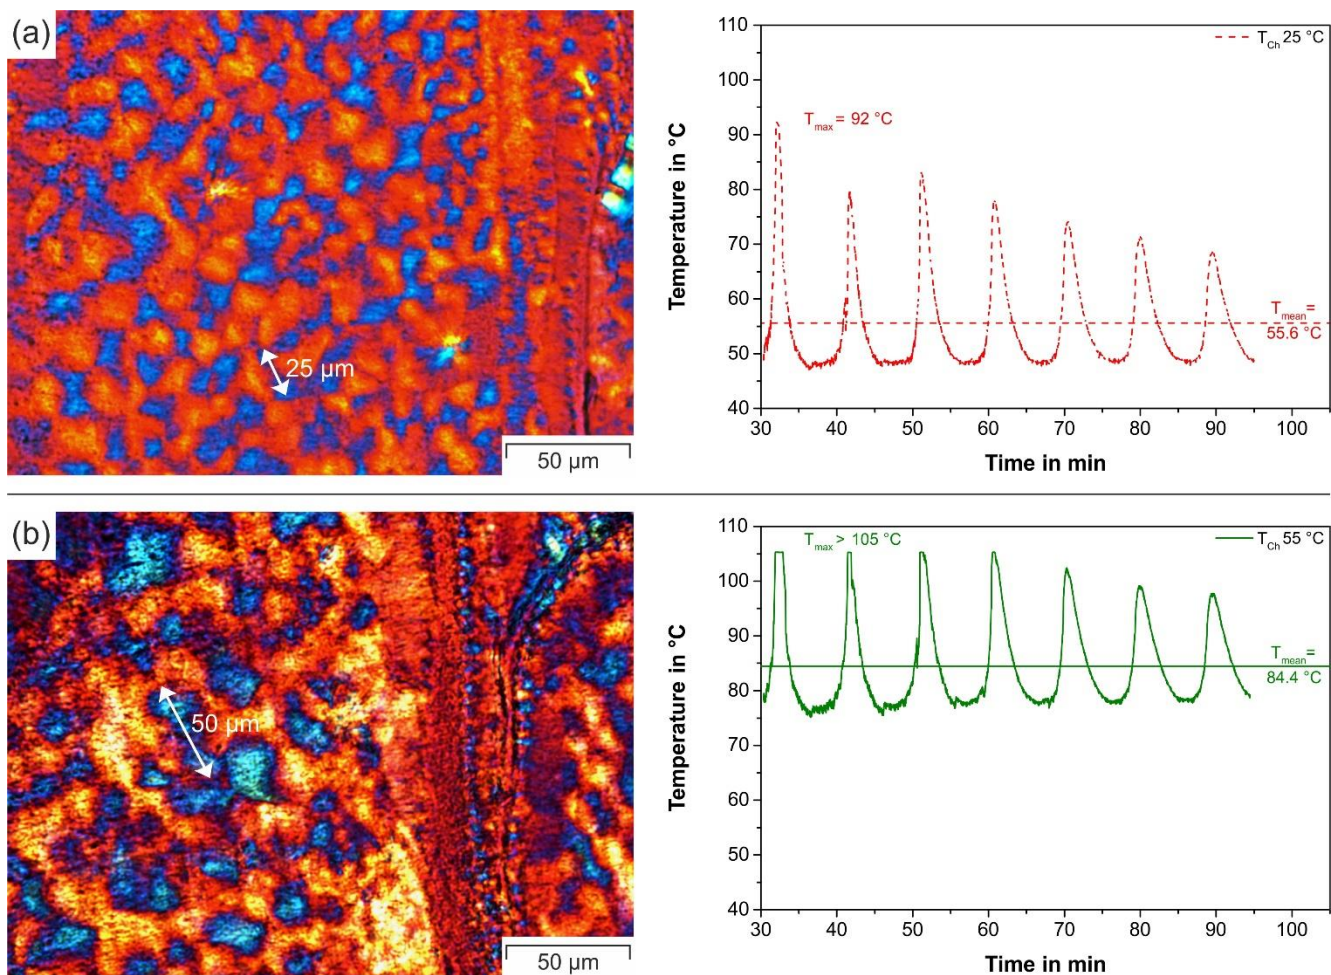 (a)
25 µm
50 µm
110
100
90
80
70
60
50
40
Temperature in °C
T_Ch 25 °C
T_max = 92 °C
T_mean =
55.6 °C
30 40 50 60 70 80 90 100
Time in min
(b)
50 µm
50 µm
110
100
90
80
70
60
50
40
Temperature in °C
T_max > 105 °C
T_Ch 55 °C
T_mean =
84.4 °C
30 40 50 60 70 80 90 100
Time in min